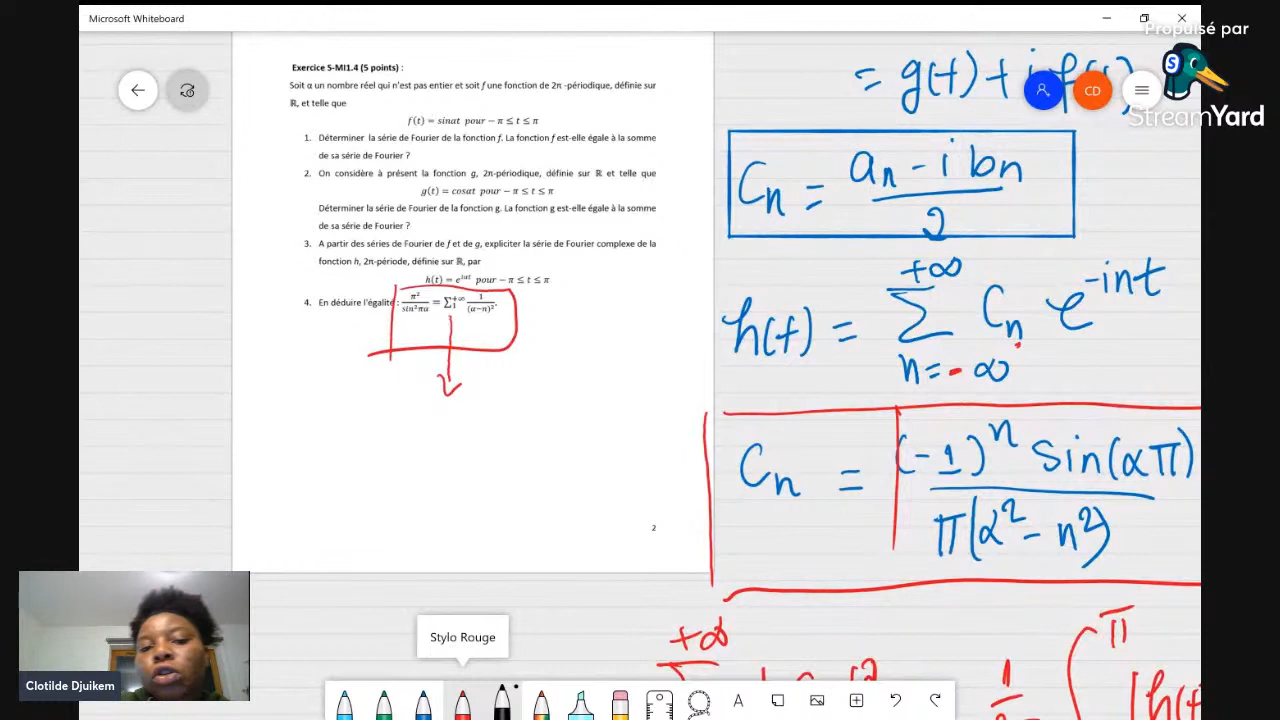 Microsoft Whiteboard
Propulsé par
StreamYard
CD
Exercice S-MI1.4 (5 points) :
Soit α un nombre réel qui n'est pas entier et soit f une fonction de 2π -périodique, définie sur
ℝ, et telle que
f(t) = sinαt pour − π ≤ t ≤ π
1. Déterminer la série de Fourier de la fonction f. La fonction f est-elle égale à la somme
de sa série de Fourier ?
2. On considère à présent la fonction g, 2π-périodique, définie sur ℝ et telle que
g(t) = cosαt pour − π ≤ t ≤ π
Déterminer la série de Fourier de la fonction g. La fonction g est-elle égale à la somme
de sa série de Fourier ?
3. A partir des séries de Fourier de f et de g, expliciter la série de Fourier complexe de la
fonction h, 2π-période, définie sur ℝ, par
h(t) = e^{iαt} pour − π ≤ t ≤ π
4. En déduire l'égalité : π²/sin²πα = ∑_1^{+∞} 1/(α−n)².
2
= g(t) +
Cn = (an - i bn)/2
h(t) = ∑_{n=-∞}^{+∞} Cn e^{-int}
Cn = (-1)^n sin(απ) / π(α² - n²)
+∞
π
1
Stylo Rouge
Clotilde Djuikem
A